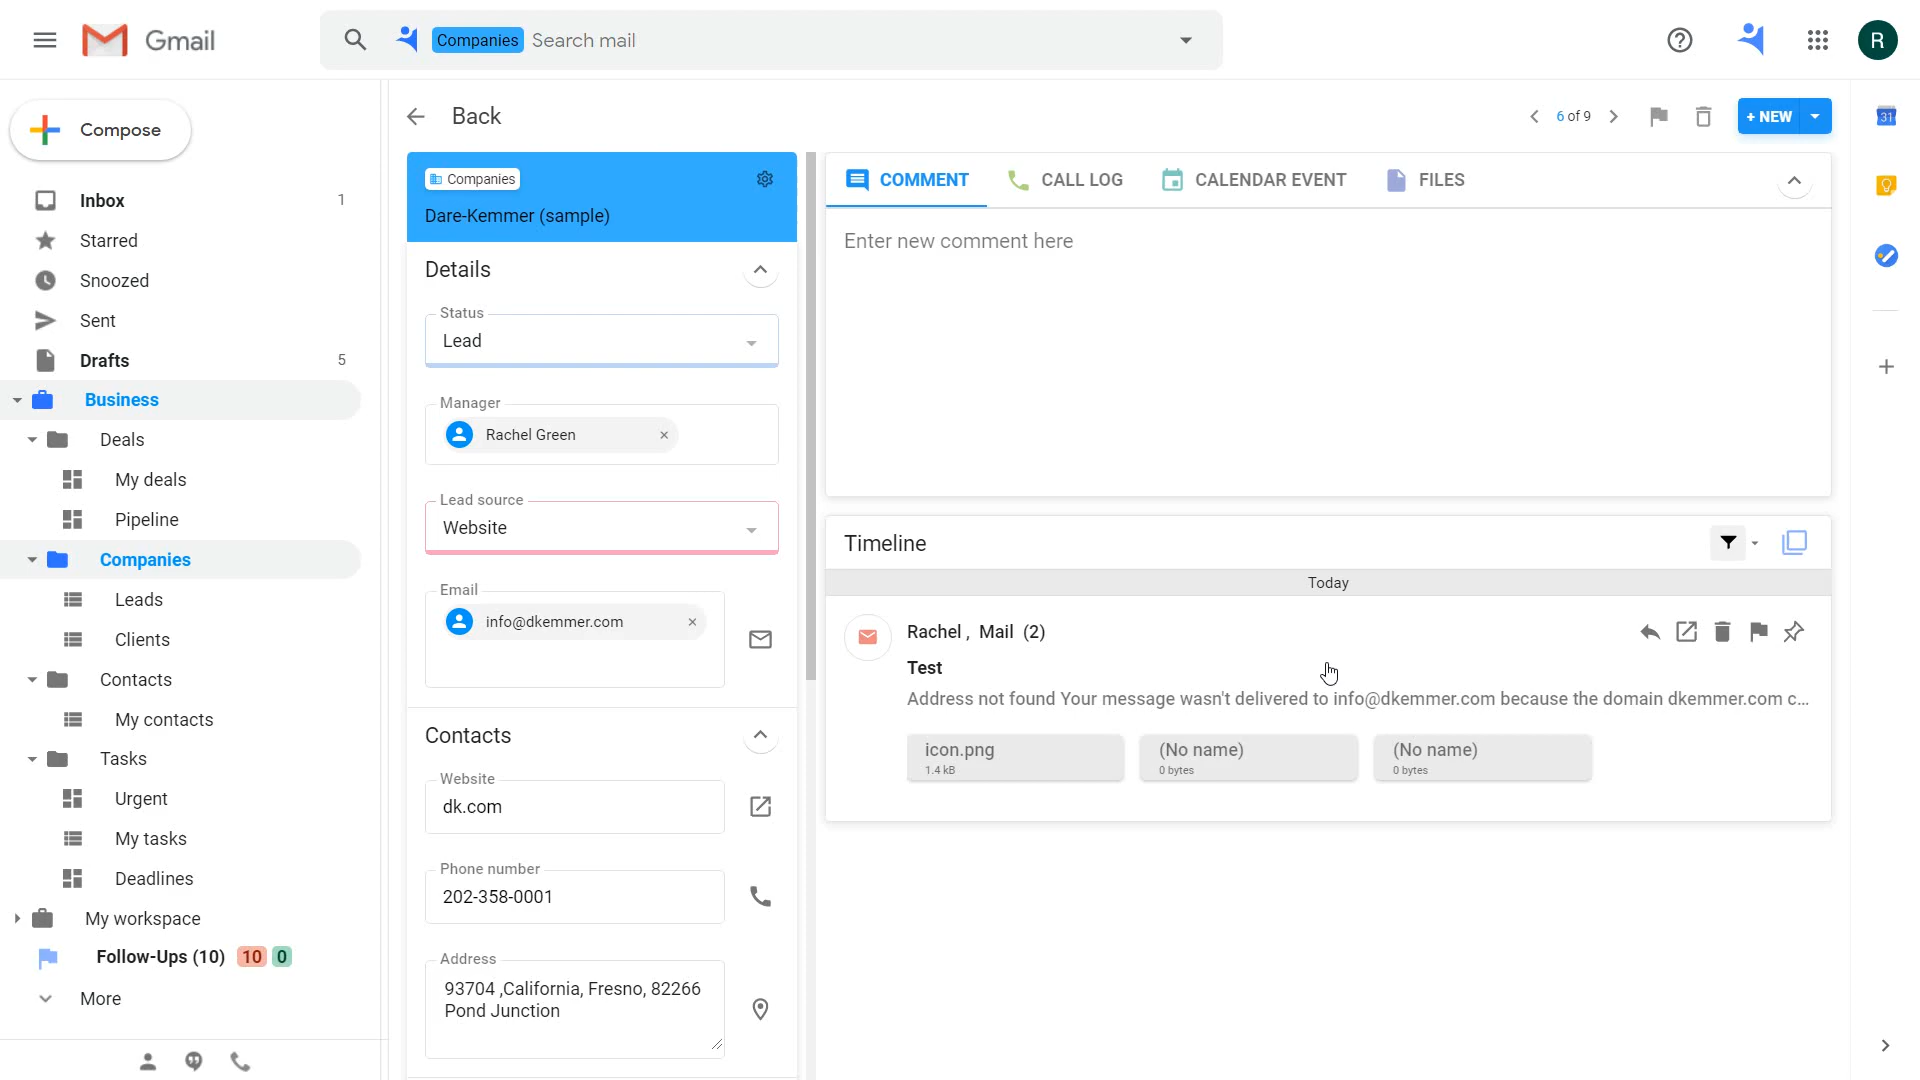 Gmail
Companies Search mail
R
Compose
Inbox 1
Starred
Snoozed
Sent
Drafts 5
Business
Deals
My deals
Pipeline
Companies
Leads
Clients
Contacts
My contacts
Tasks
Urgent
My tasks
Deadlines
My workspace
Follow-Ups (10) 10 0
More
Back
6 of 9
+ NEW
Companies
Dare-Kemmer (sample)
Details
Status
Lead
Manager
Rachel Green ×
Lead source
Website
Email
info@dkemmer.com ×
Contacts
Website
dk.com
Phone number
202-358-0001
Address
93704 ,California, Fresno, 82266
Pond Junction
COMMENT CALL LOG CALENDAR EVENT FILES
Enter new comment here
Timeline
Today
Rachel , Mail (2)
Test
Address not found Your message wasn't delivered to info@dkemmer.com because the domain dkemmer.com c...
icon.png
1.4 kB
(No name)
0 bytes
(No name)
0 bytes
31